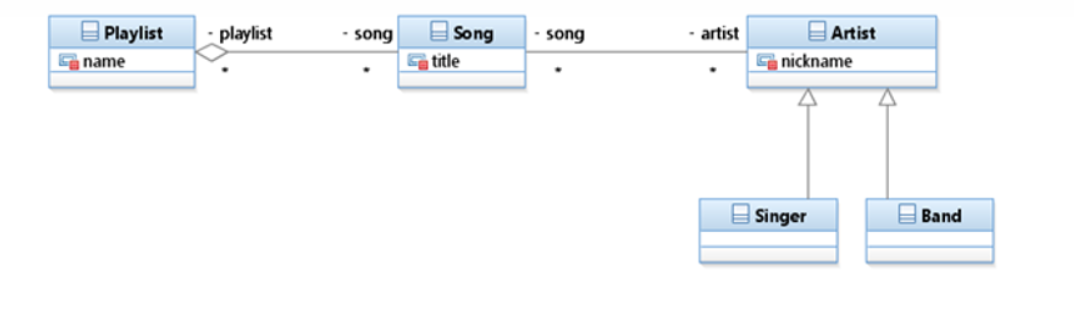 Playlist
name
- playlist
*
- song
*
Song
title
- song
*
- artist
*
Artist
nickname
Singer
Band